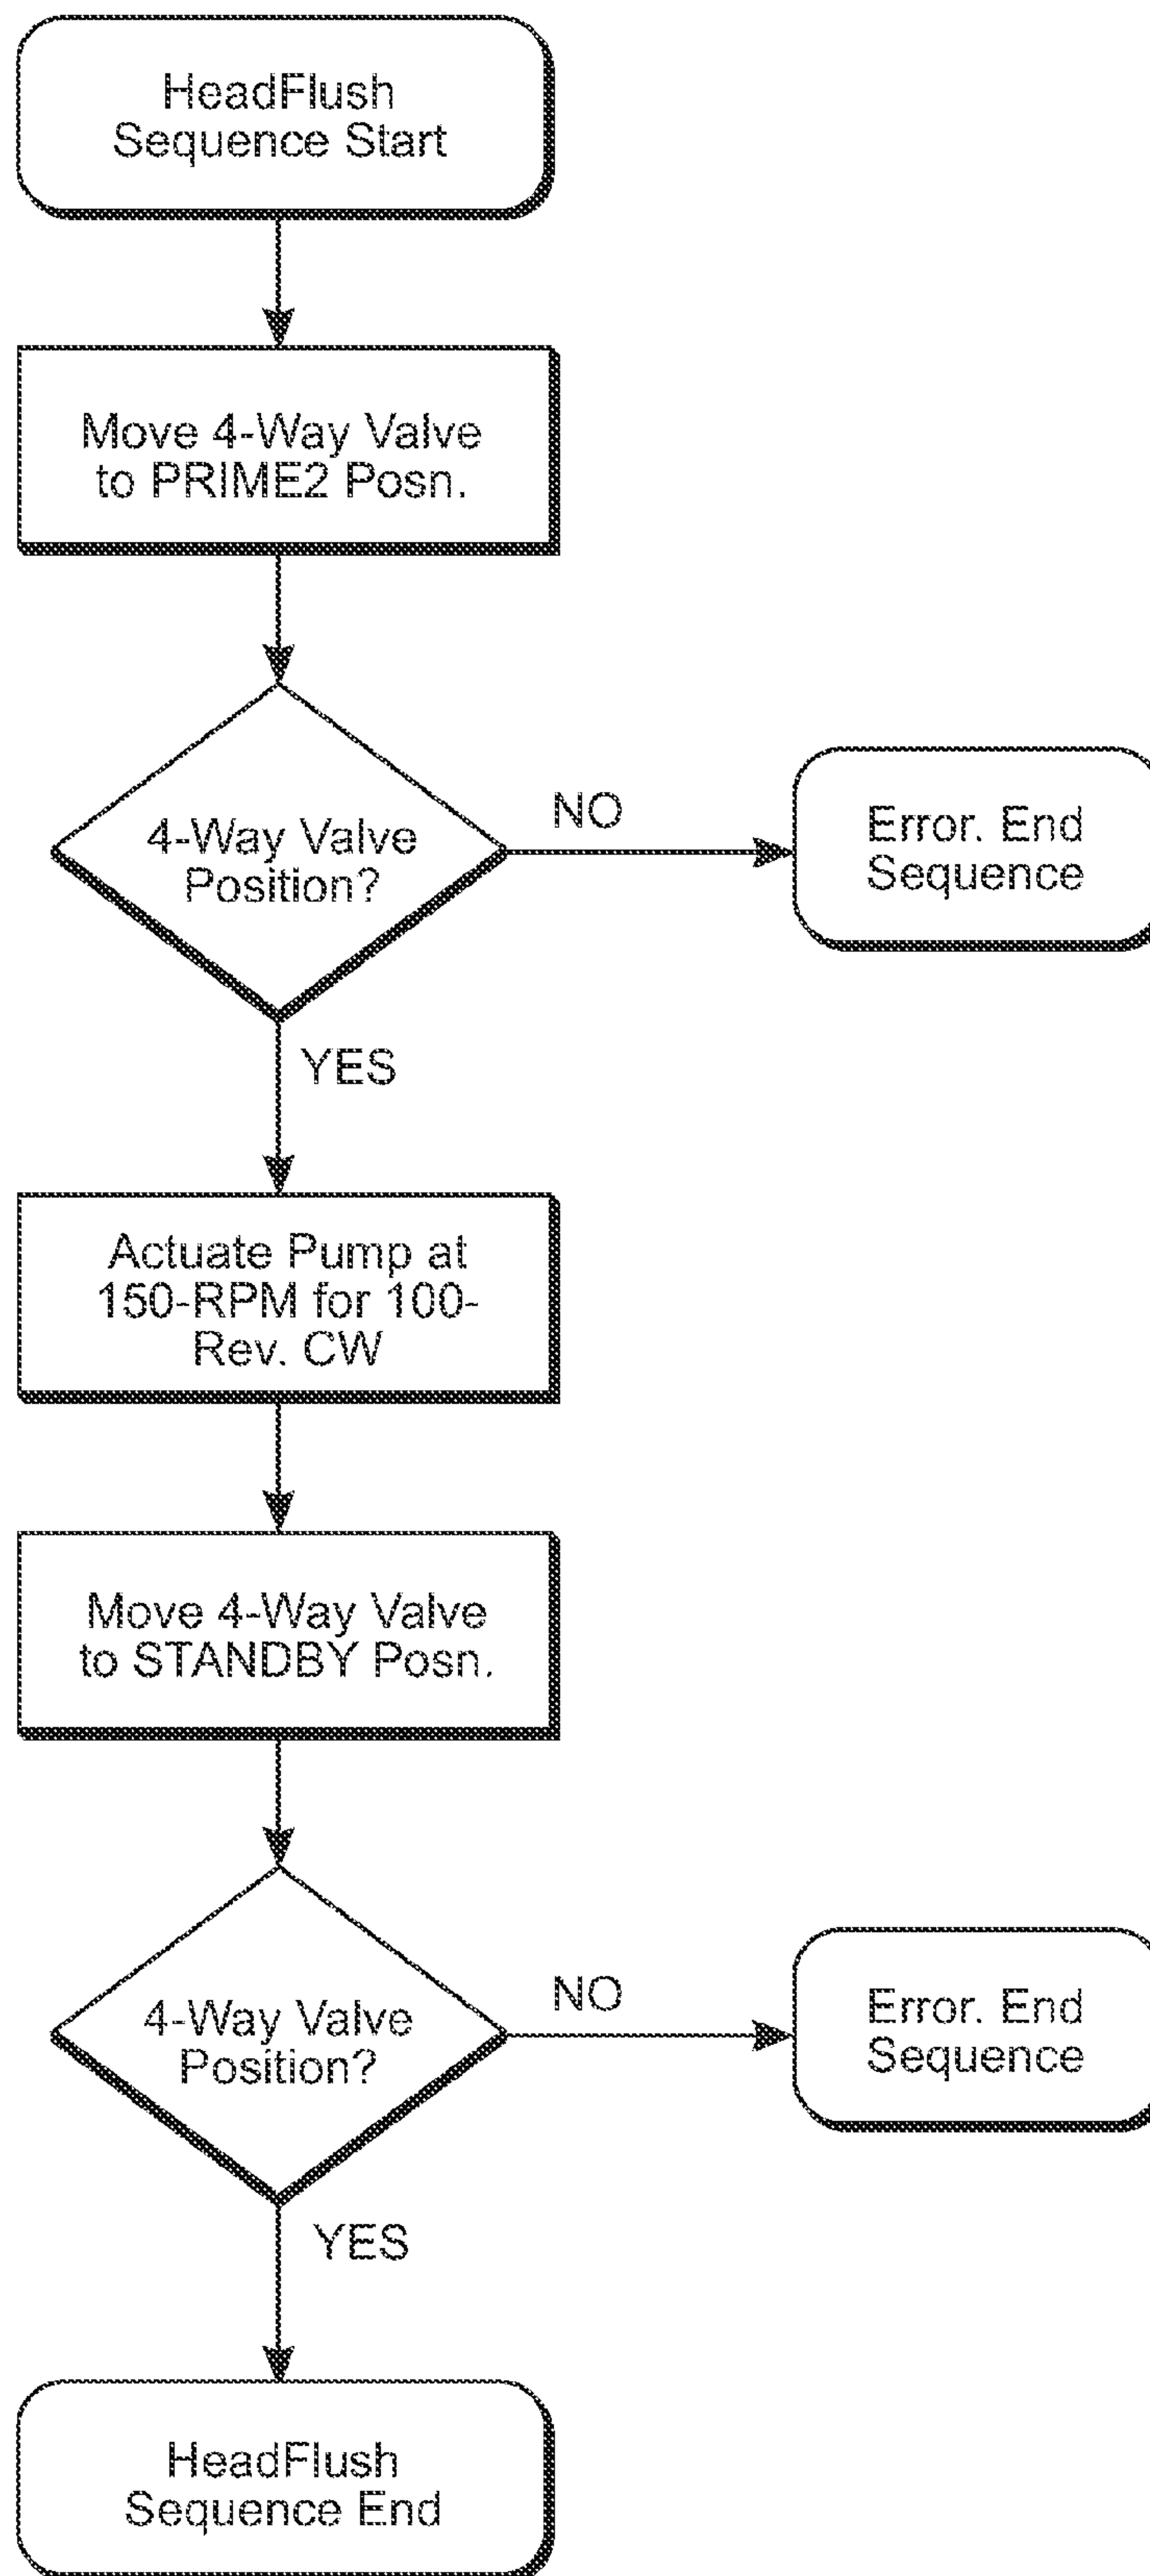 HeadFlush
Sequence Start
Move 4-Way Valve
to PRIME2 Posn.
4-Way Valve
Position?
NO
Error. End
Sequence
YES
Actuate Pump at
150-RPM for 100-
Rev. CW
Move 4-Way Valve
to STANDBY Posn.
4-Way Valve
Position?
NO
Error. End
Sequence
YES
HeadFlush
Sequence End